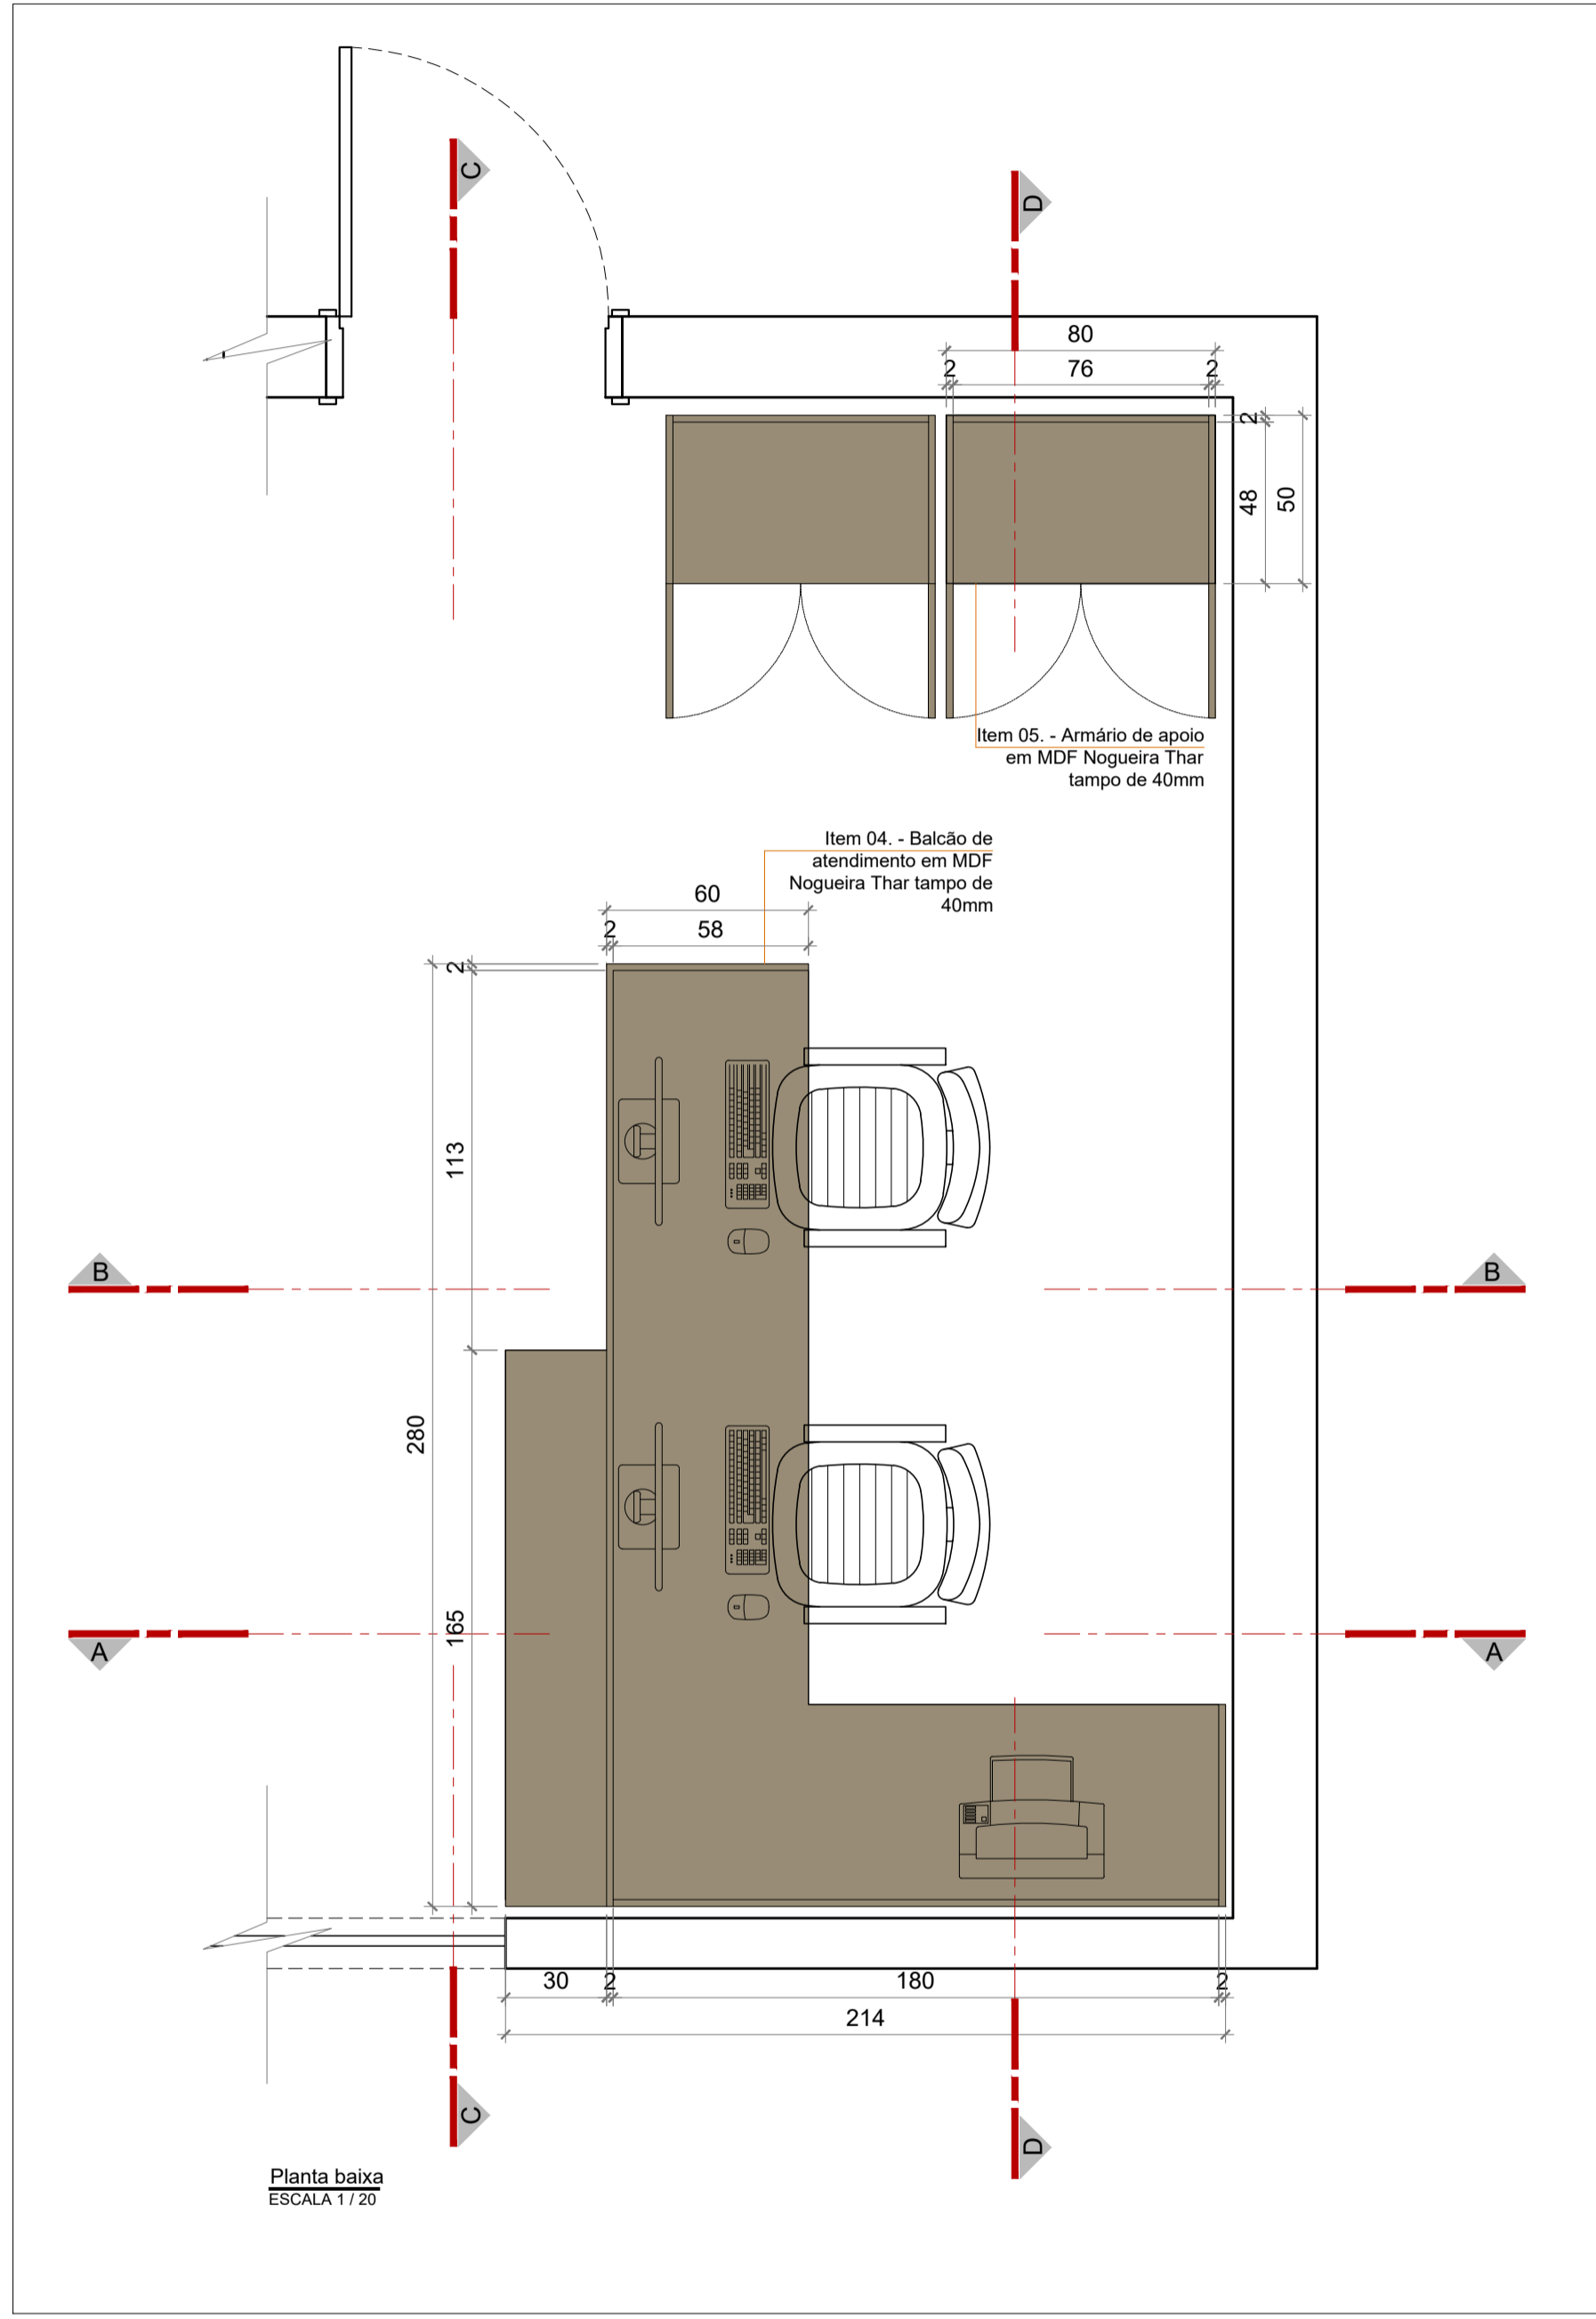 C
D
80
2
76
2
2
48
50
Item 05. - Armário de apoio
em MDF Nogueira Thar
tampo de 40mm
Item 04. - Balcão de
atendimento em MDF
Nogueira Thar tampo de
40mm
60
2
58
2
113
B
B
280
165
A
A
30
2
180
2
214
C
D
Planta baixa
ESCALA 1 / 20